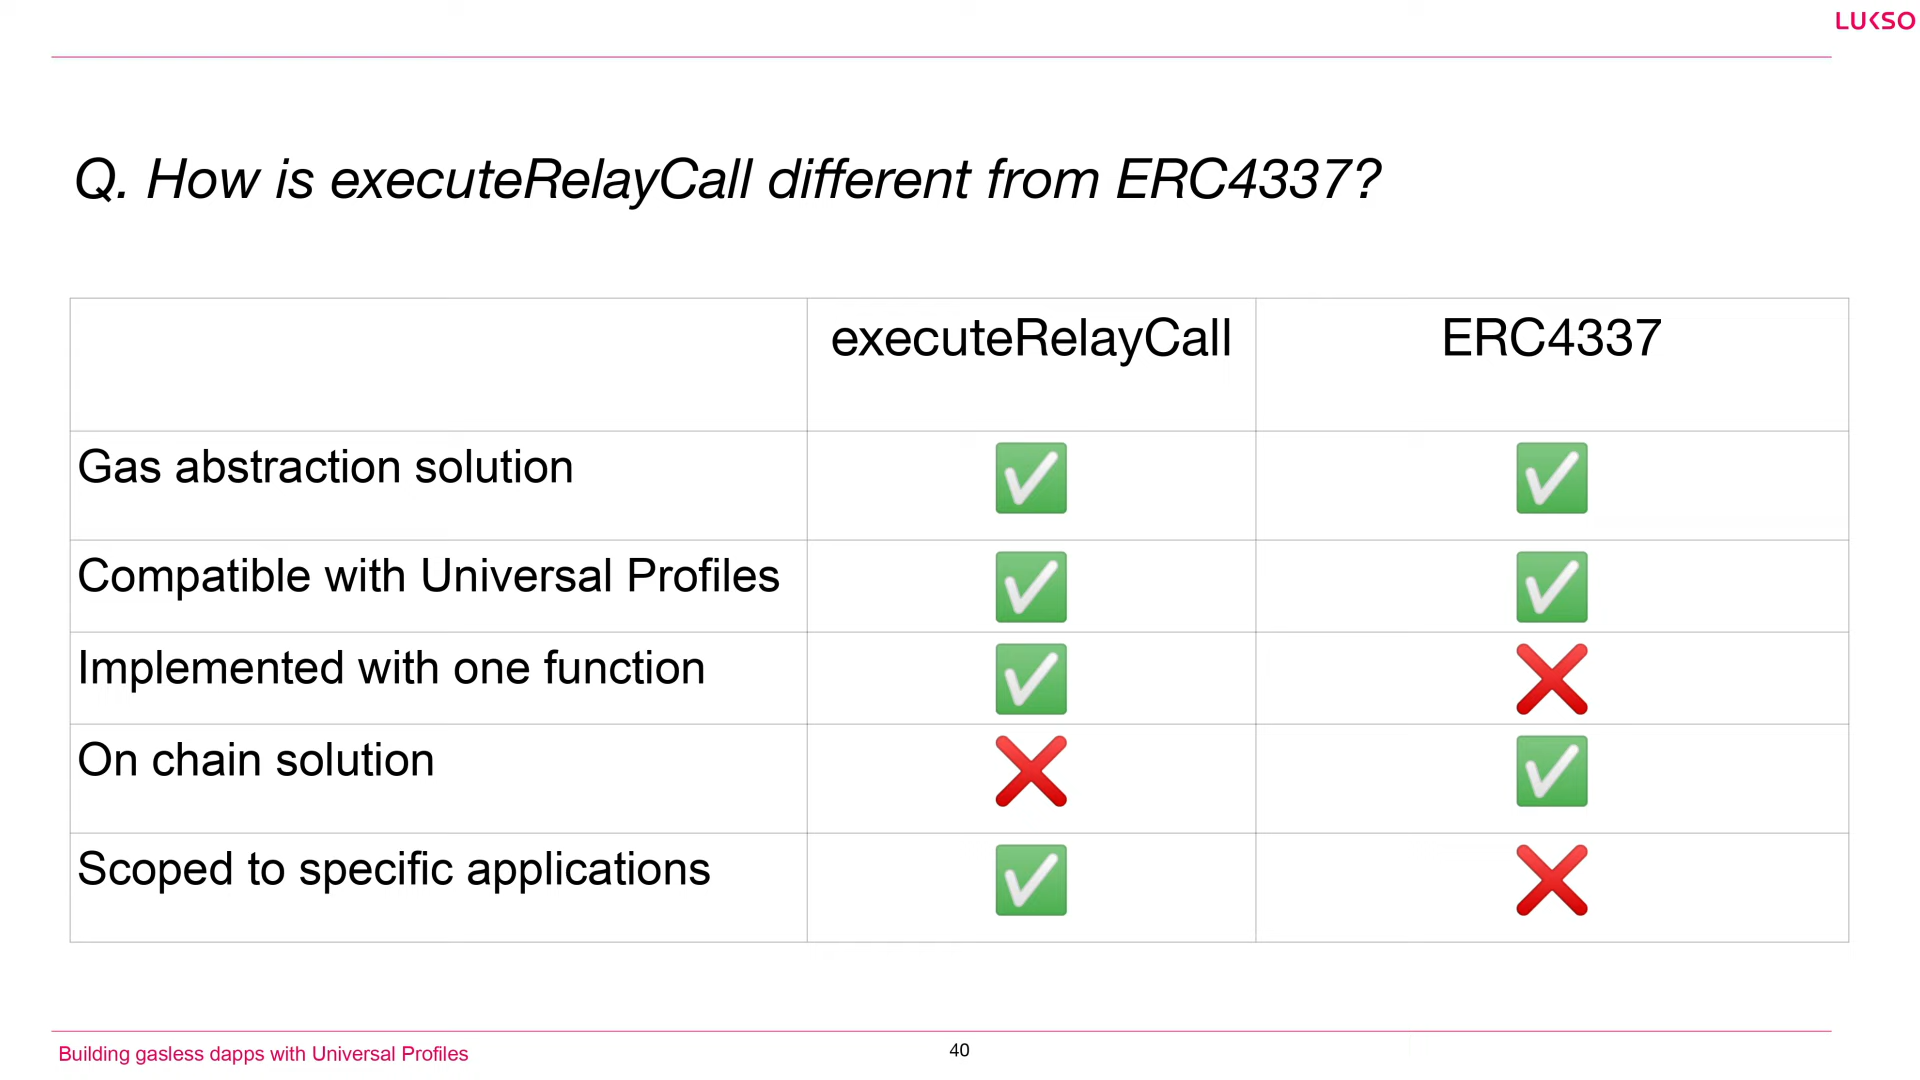 LUKSO
Q. How is executeRelayCall different from ERC4337?
executeRelayCall ERC4337
Gas abstraction solution ✅ ✅
Compatible with Universal Profiles ✅ ✅
Implemented with one function ✅ ❌
On chain solution ❌ ✅
Scoped to specific applications ✅ ❌
Building gasless dapps with Universal Profiles 40